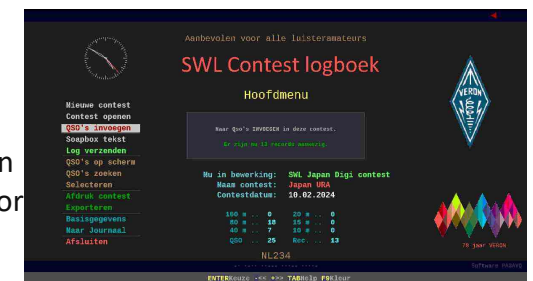 Aanbevolen voor alle luisteramateurs
SWL Contest logboek
Hoofdmenu
Nieuwe contest
Contest openen
QSO's invoegen
Soapbox tekst
Log verzenden
QSO's op scherm
QSO's zoeken
Selecteren
Afdruk contest
Exporteren
Basisgegevens
Naar Journaal
Afsluiten
n
or
Naar Qso's INVOEGEN in deze contest.
Er zijn nu 13 records aanwezig.
Nu in bewerking: SWL Japan Digi contest
Naam contest: Japan URA
Contestdatum: 10.02.2024
160 m .. 0 20 m .. 0
80 m .. 18 15 m .. 0
40 m .. 7 10 m .. 0
QSO .. 25 Rec. .. 13
NL234
VERON
78 jaar VERON
Software
ENTERKeuze -<< +>> TABHelp F9Kleur